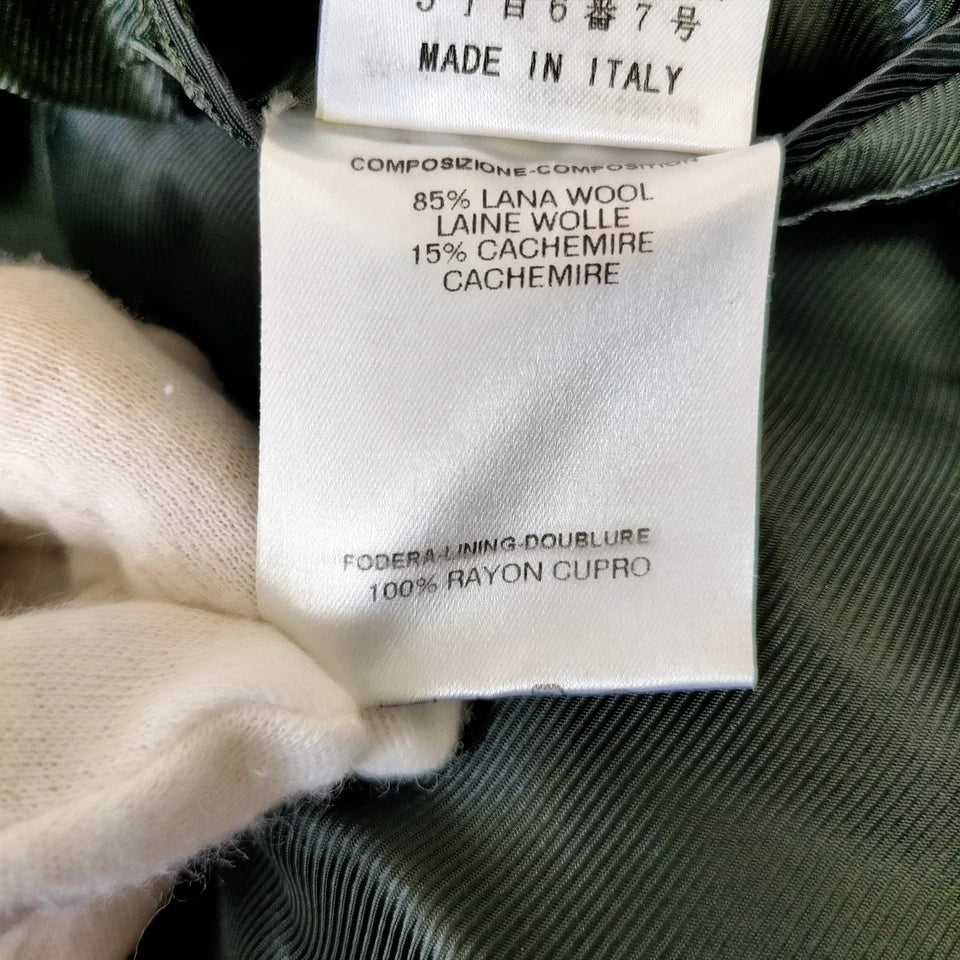 5丁目6番7号
MADE IN ITALY
COMPOSIZIONE-COMPOSITION
85% LANA WOOL
LAINE WOLLE
15% CACHEMIRE
CACHEMIRE
FODERA-LINING-DOUBLURE
100% RAYON CUPRO